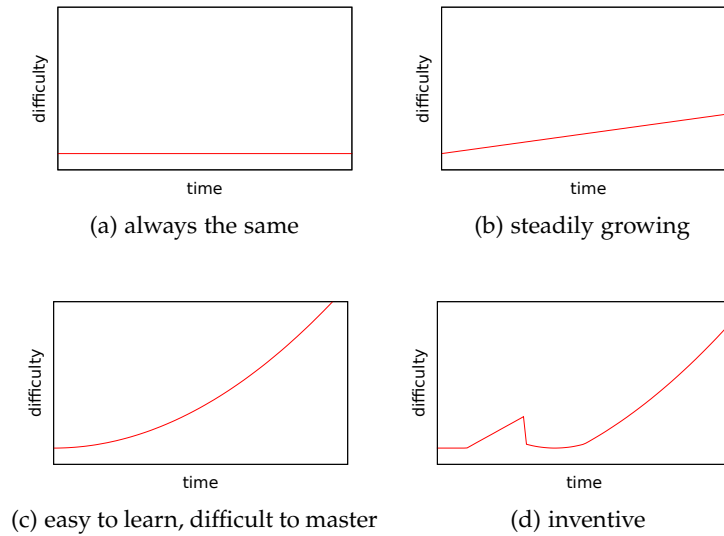 difficulty
time
(a) always the same
difficulty
time
(b) steadily growing
difficulty
time
(c) easy to learn, difficult to master
difficulty
time
(d) inventive